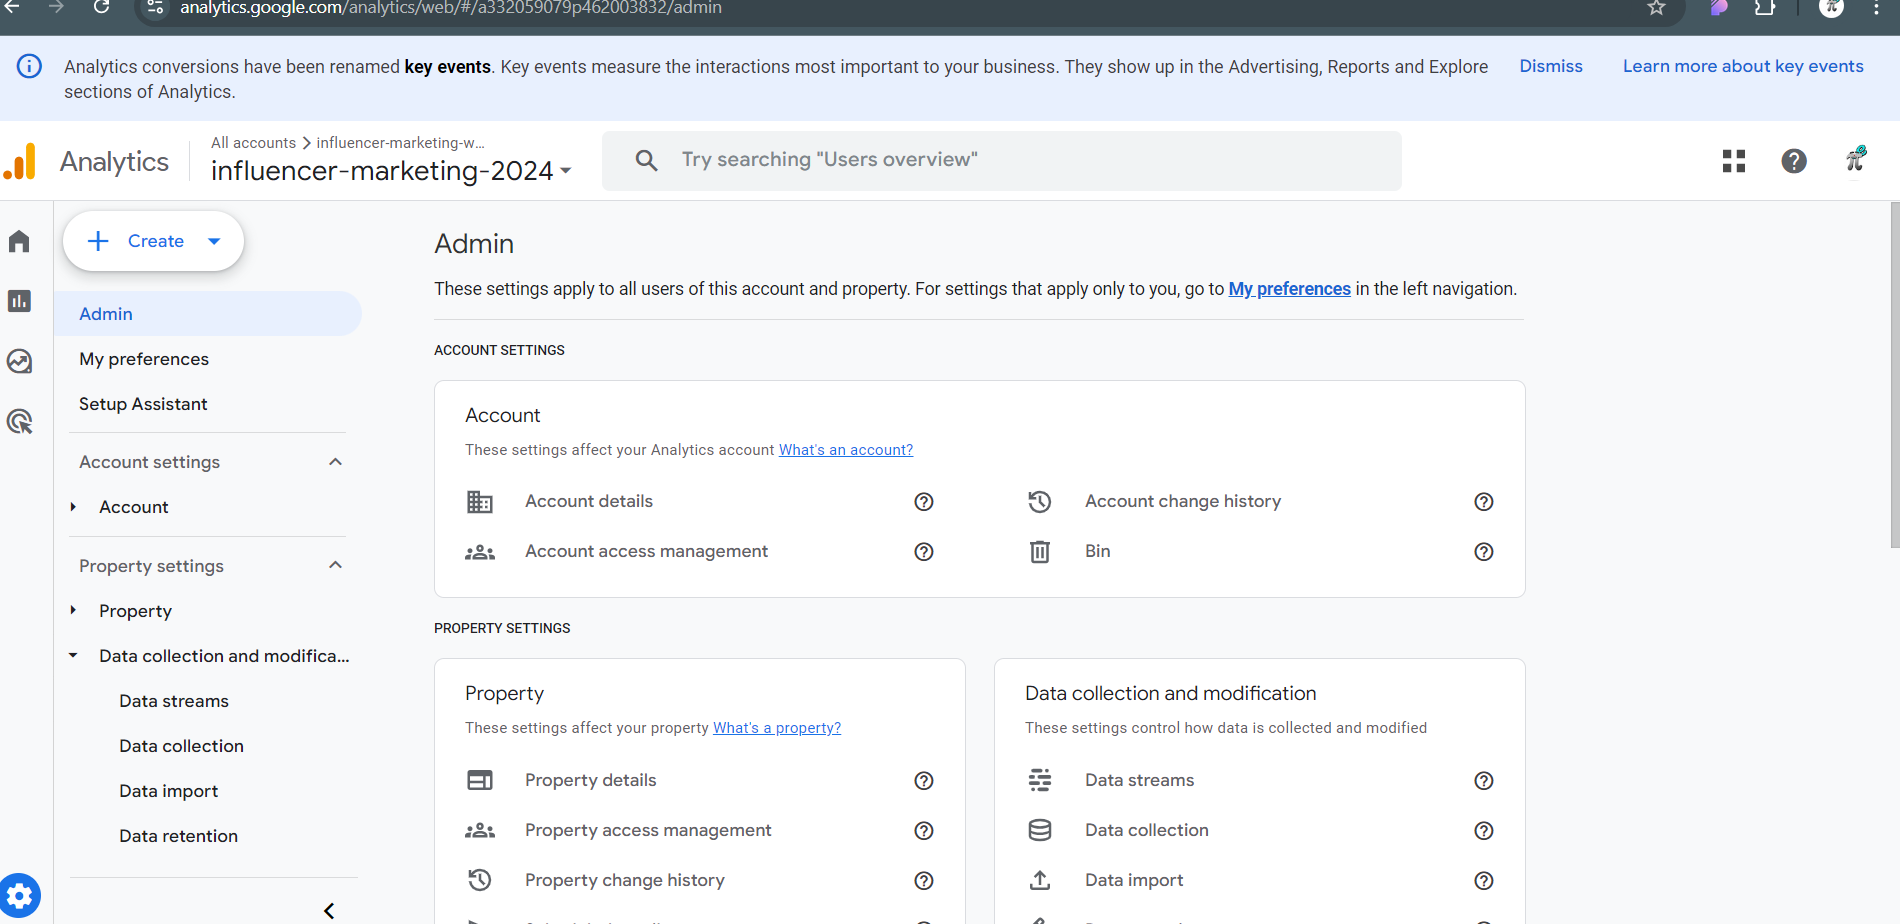 analytics.google.com/analytics/web/#/a332059079p462003832/admin
Analytics conversions have been renamed key events. Key events measure the interactions most important to your business. They show up in the Advertising, Reports and Explore
sections of Analytics.
Dismiss
Learn more about key events
Analytics
All accounts
influencer-marketing-w...
influencer-marketing-2024
Try searching "Users overview"
Create
Admin
My preferences
Setup Assistant
Account settings
Account
Property settings
Property
Data collection and modifica...
Data streams
Data collection
Data import
Data retention
Admin
These settings apply to all users of this account and property. For settings that apply only to you, go to My preferences in the left navigation.
ACCOUNT SETTINGS
Account
These settings affect your Analytics account What's an account?
Account details
Account change history
Account access management
Bin
PROPERTY SETTINGS
Property
These settings affect your property What's a property?
Property details
Property access management
Property change history
Data collection and modification
These settings control how data is collected and modified
Data streams
Data collection
Data import